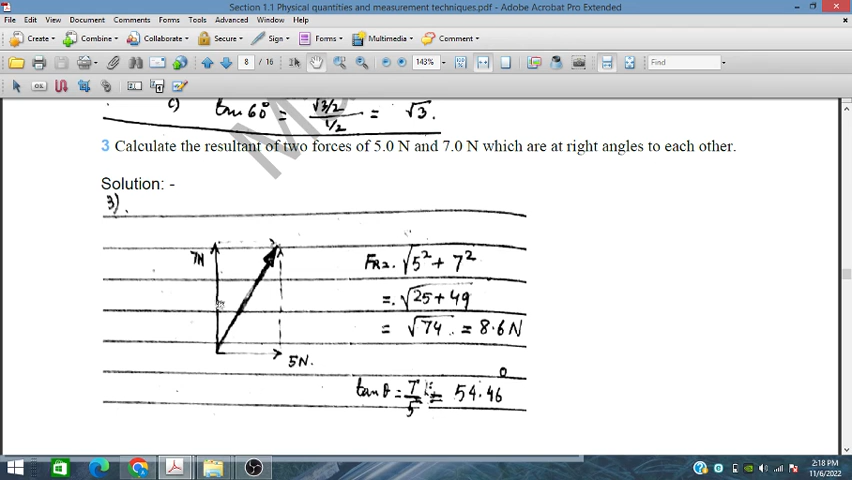 Section 1.1 Physical quantities and measurement techniques.pdf - Adobe Acrobat Pro Extended
File Edit View Document Comments Forms Tools Advanced Window Help
Create Combine Collaborate Secure Sign Forms Multimedia Comment
8 / 16 143% Find
c) tan 60° = √3/2 / 1/2 = √3.
3 Calculate the resultant of two forces of 5.0 N and 7.0 N which are at right angles to each other.
Solution: -
3).
7N
5N.
FR = √5² + 7²
= √25 + 49
= √74 = 8.6 N
tan θ = 7/5 = 54.46°
2:18 PM
11/6/2022